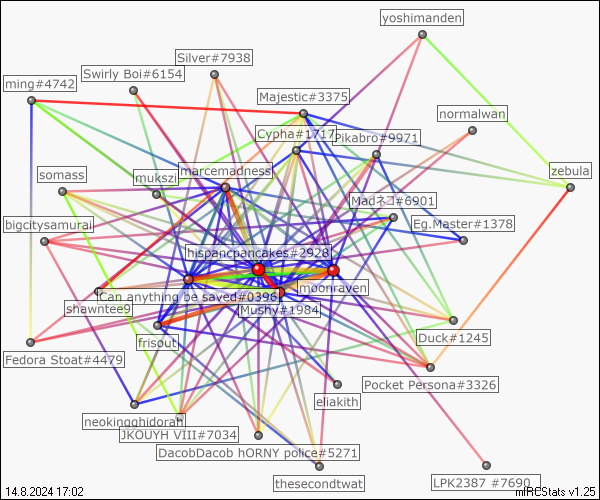 yoshimanden
Silver#7938
Swirly Boi#6154
ming#4742
Majestic#3375
normalwan
Cypha#1717
Pikabro#9971
marcemadness
zebula
somass
mukszi
Madネコ#6901
bigcitysamurai
Eg.Master#1378
hispancpancakes#2928
moonraven
Can anything be saved#0396
shawntee9
Mushy#1984
frisout
Duck#1245
Fedora Stoat#4479
Pocket Persona#3326
eliakith
neokingghidorah
JKOUYH VIII#7034
DacobDacob hORNY police#5271
thesecondtwat
LPK2387 #7690
14.8.2024 17:02
mIRCStats v1.25